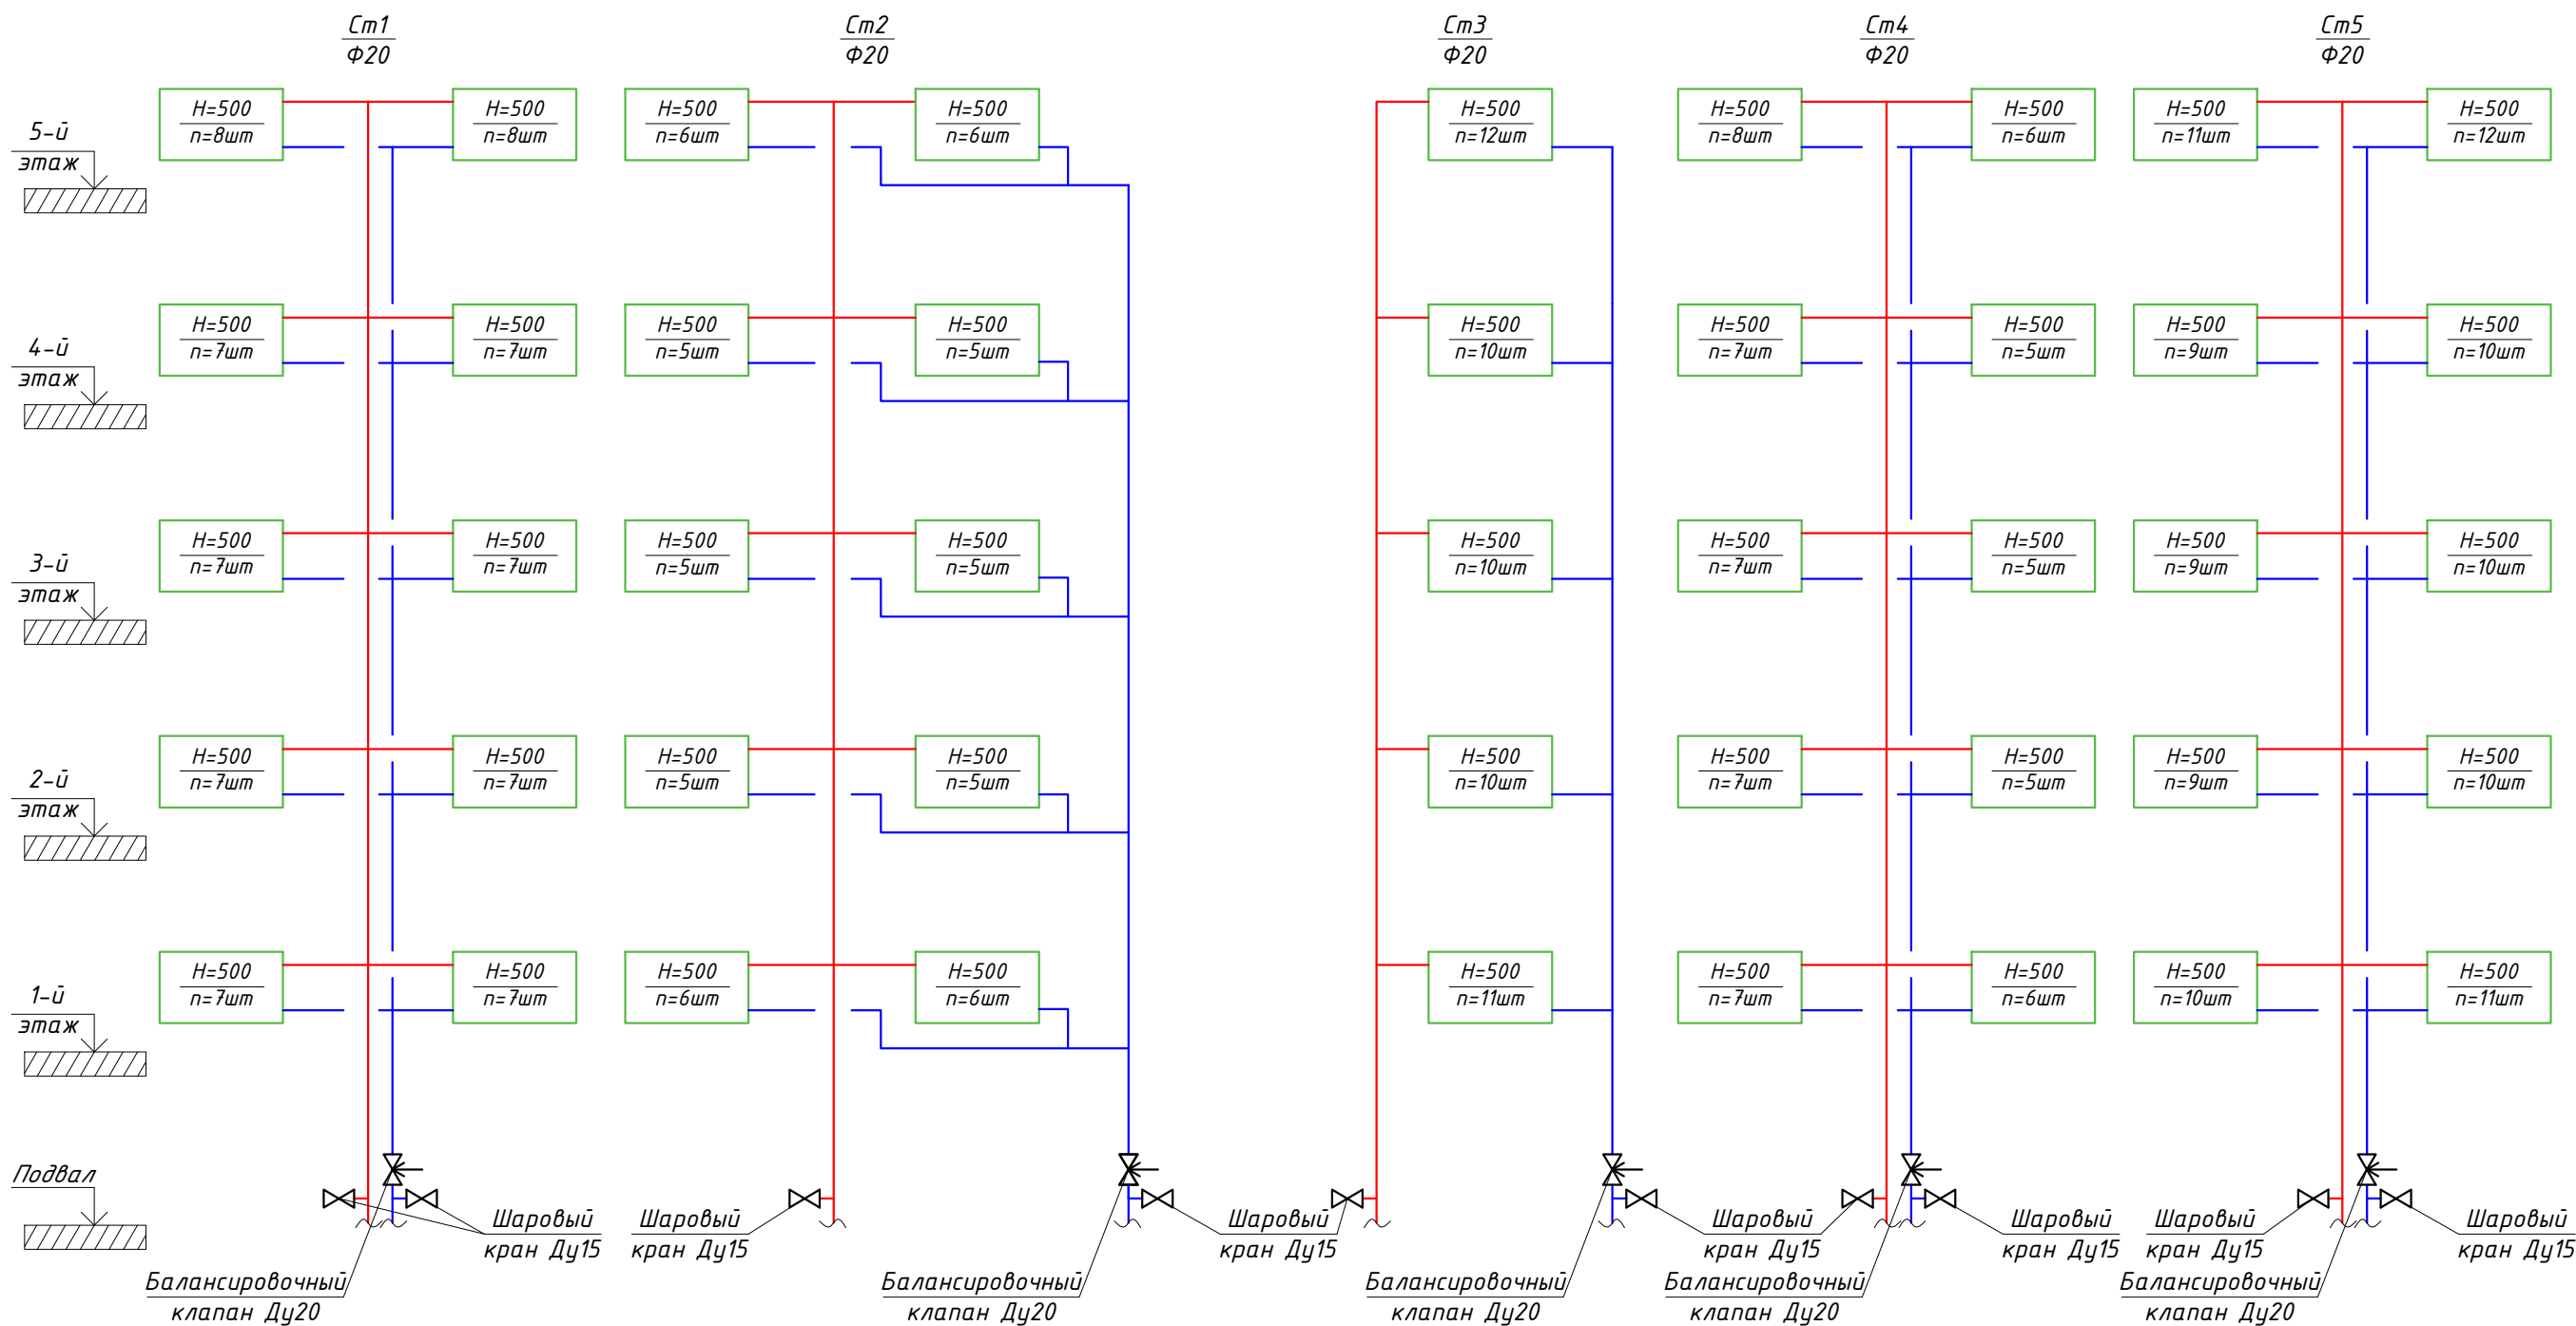 Ст1
Ф20
Ст2
Ф20
Ст3
Ф20
Ст4
Ф20
Ст5
Ф20
5-й
этаж
H=500
n=8шт
H=500
n=8шт
H=500
n=6шт
H=500
n=6шт
H=500
n=12шт
H=500
n=8шт
H=500
n=6шт
H=500
n=11шт
H=500
n=12шт
4-й
этаж
H=500
n=7шт
H=500
n=7шт
H=500
n=5шт
H=500
n=5шт
H=500
n=10шт
H=500
n=7шт
H=500
n=5шт
H=500
n=9шт
H=500
n=10шт
3-й
этаж
H=500
n=7шт
H=500
n=7шт
H=500
n=5шт
H=500
n=5шт
H=500
n=10шт
H=500
n=7шт
H=500
n=5шт
H=500
n=9шт
H=500
n=10шт
2-й
этаж
H=500
n=7шт
H=500
n=7шт
H=500
n=5шт
H=500
n=5шт
H=500
n=10шт
H=500
n=7шт
H=500
n=5шт
H=500
n=9шт
H=500
n=10шт
1-й
этаж
H=500
n=7шт
H=500
n=7шт
H=500
n=6шт
H=500
n=6шт
H=500
n=11шт
H=500
n=7шт
H=500
n=6шт
H=500
n=10шт
H=500
n=11шт
Подвал
Шаровый
кран Ду15
Шаровый
кран Ду15
Шаровый
кран Ду15
Шаровый
кран Ду15
Шаровый
кран Ду15
Шаровый
кран Ду15
Шаровый
кран Ду15
Балансировочный
клапан Ду20
Балансировочный
клапан Ду20
Балансировочный
клапан Ду20
Балансировочный
клапан Ду20
Балансировочный
клапан Ду20